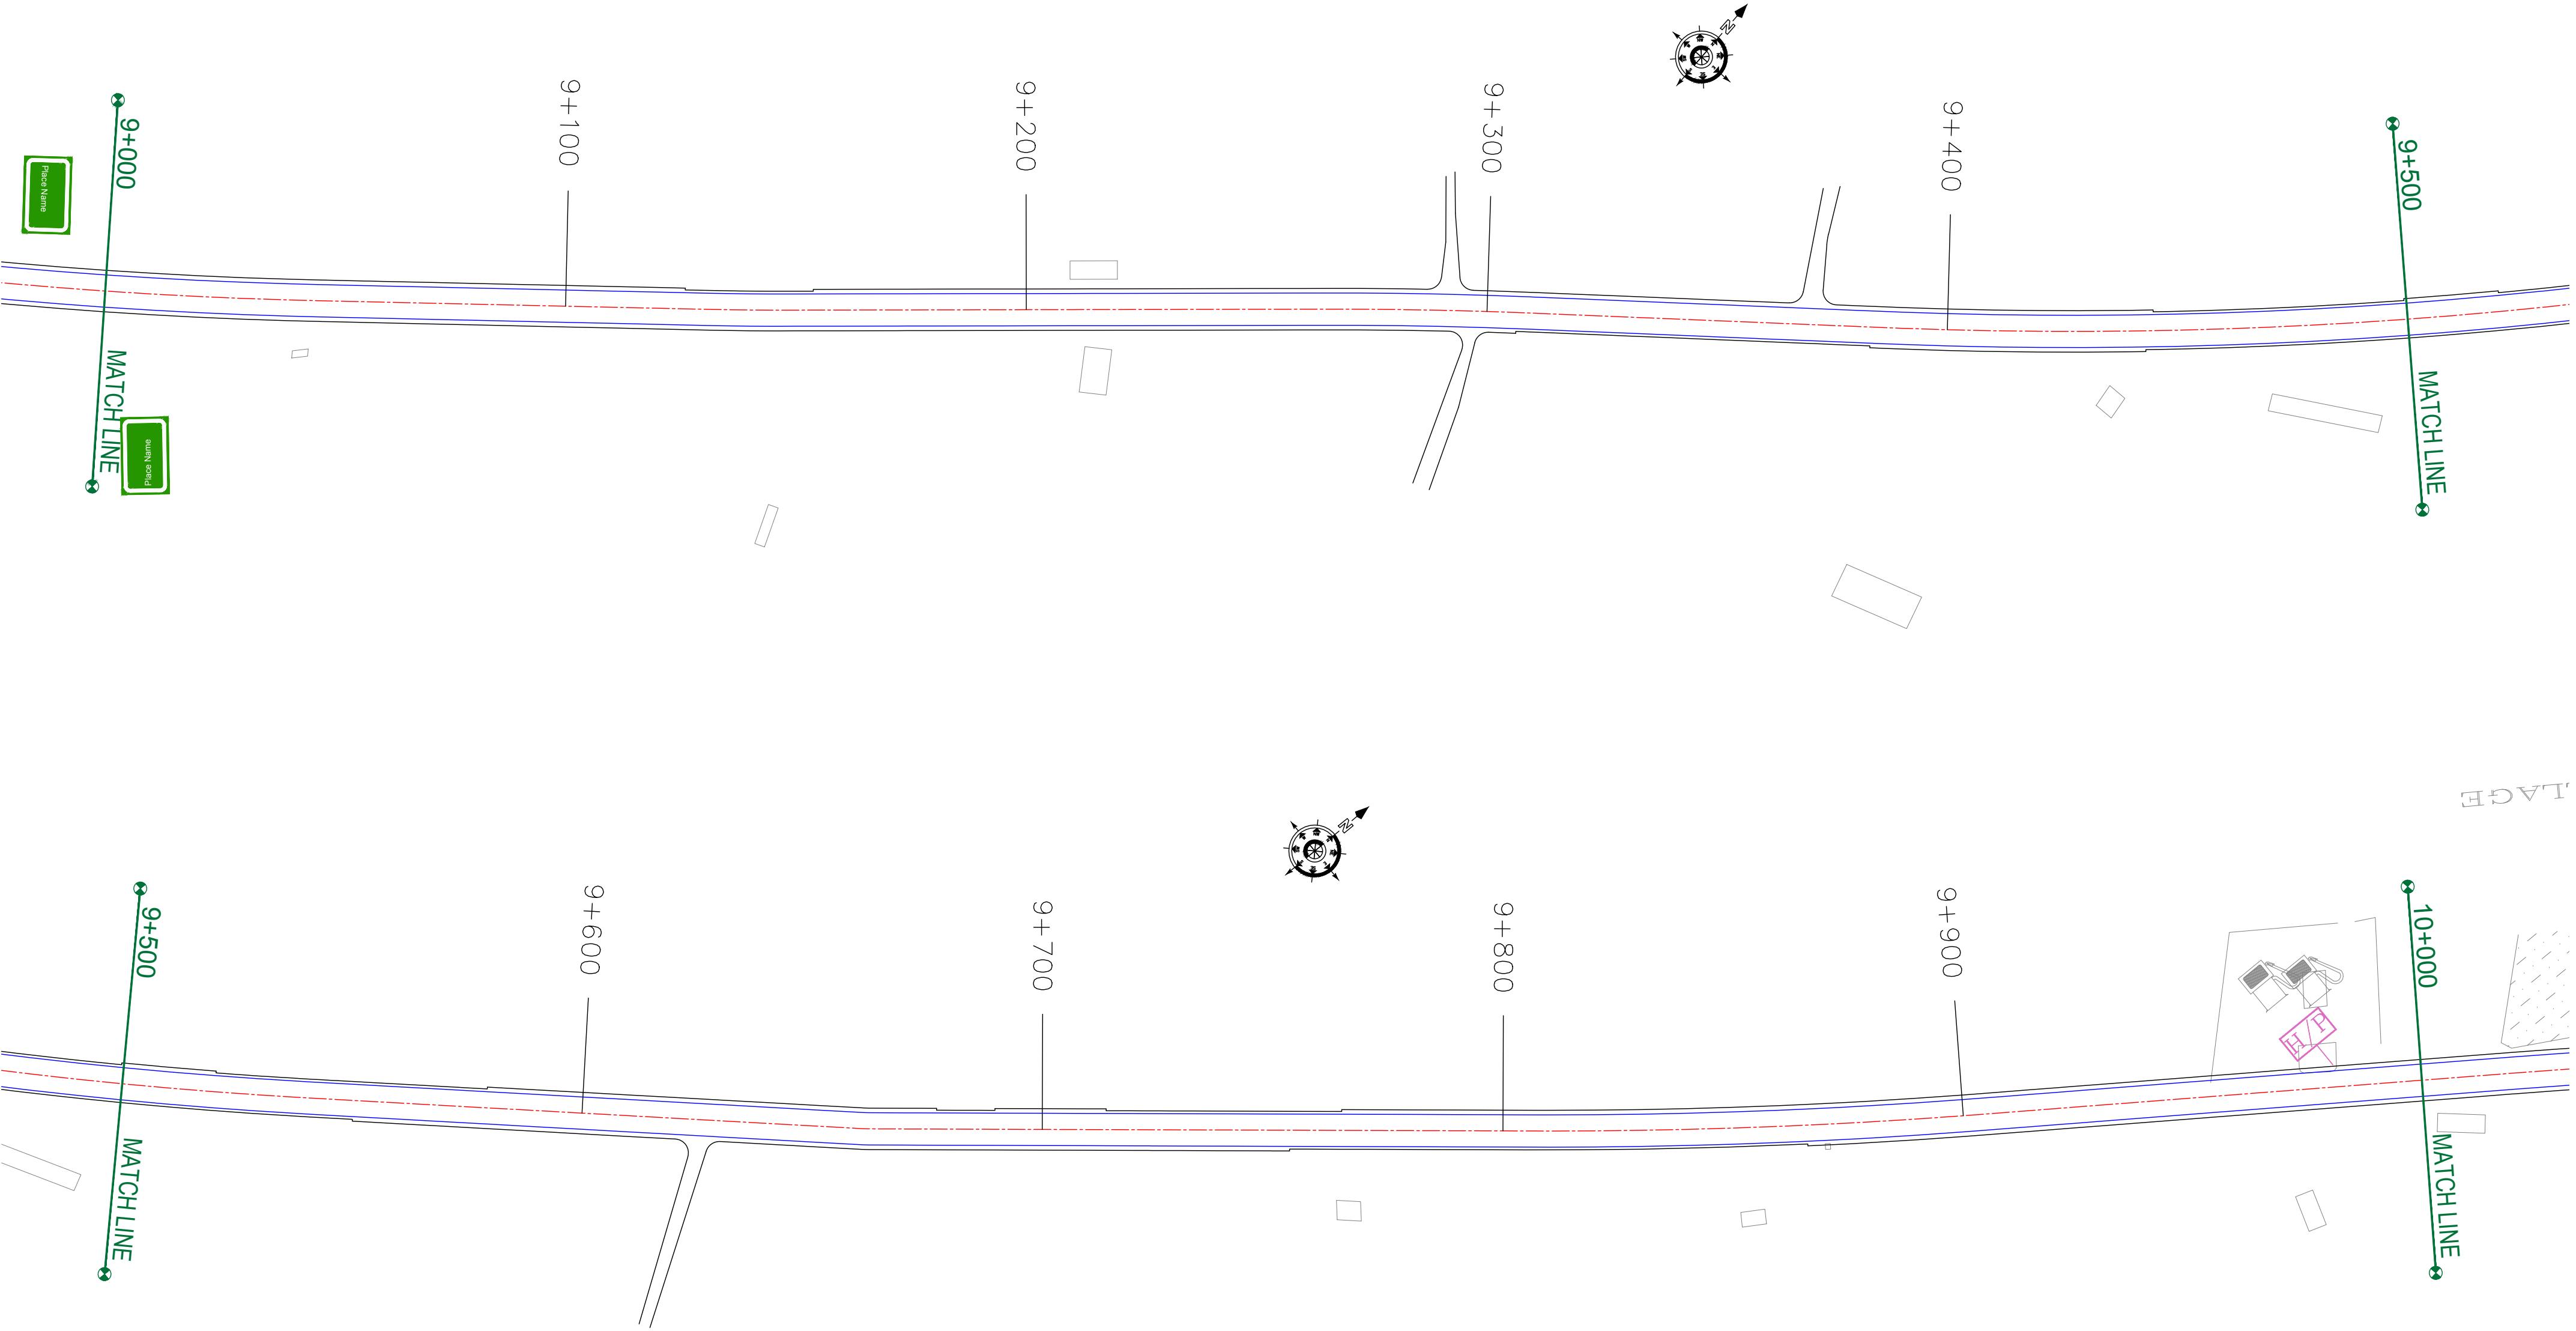 N
9+000
9+100
9+200
9+300
9+400
9+500
Place Name
Place Name
MATCH LINE
MATCH LINE
LLAGE
N
9+500
9+600
9+700
9+800
9+900
10+000
H/P
MATCH LINE
MATCH LINE